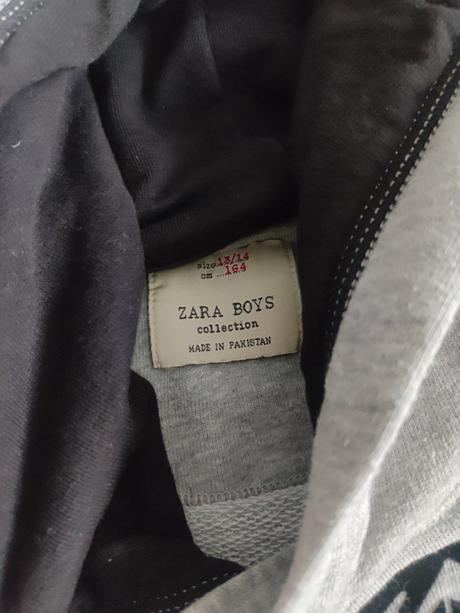 size 13/14
cm ...164
ZARA BOYS
collection
MADE IN PAKISTAN